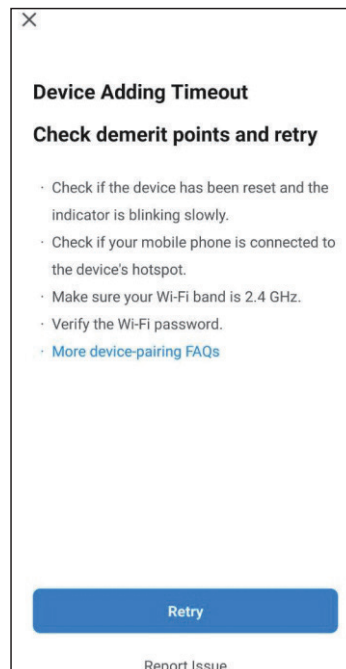 Device Adding Timeout
Check demerit points and retry
· Check if the device has been reset and the
indicator is blinking slowly.
· Check if your mobile phone is connected to
the device's hotspot.
· Make sure your Wi-Fi band is 2.4 GHz.
· Verify the Wi-Fi password.
· More device-pairing FAQs
Retry
Report Issue